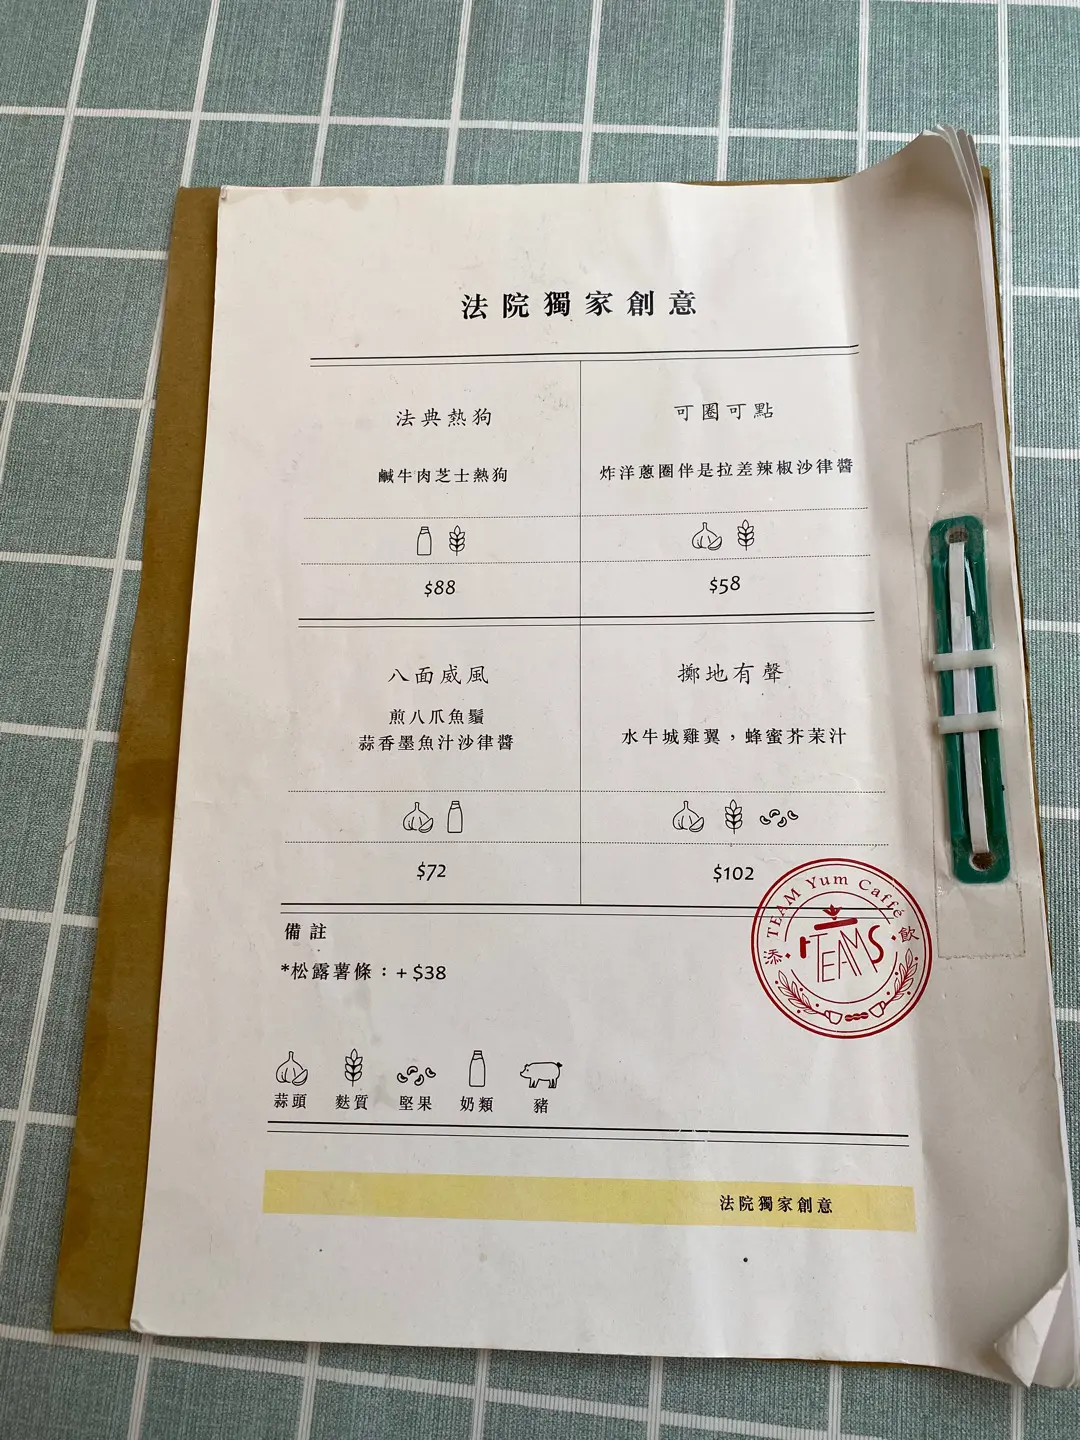 法院獨家創意
法典熱狗
鹹牛肉芝士熱狗
$88
可圈可點
炸洋蔥圈伴是拉差辣椒沙律醬
$58
八面威風
煎八爪魚鬚
蒜香墨魚汁沙律醬
$72
擲地有聲
水牛城雞翼，蜂蜜芥茉汁
$102
備註
*松露薯條：+ $38
添 TEAM Yum Caffé 飲
TEAMS
蒜頭
麩質
堅果
奶類
豬
法院獨家創意